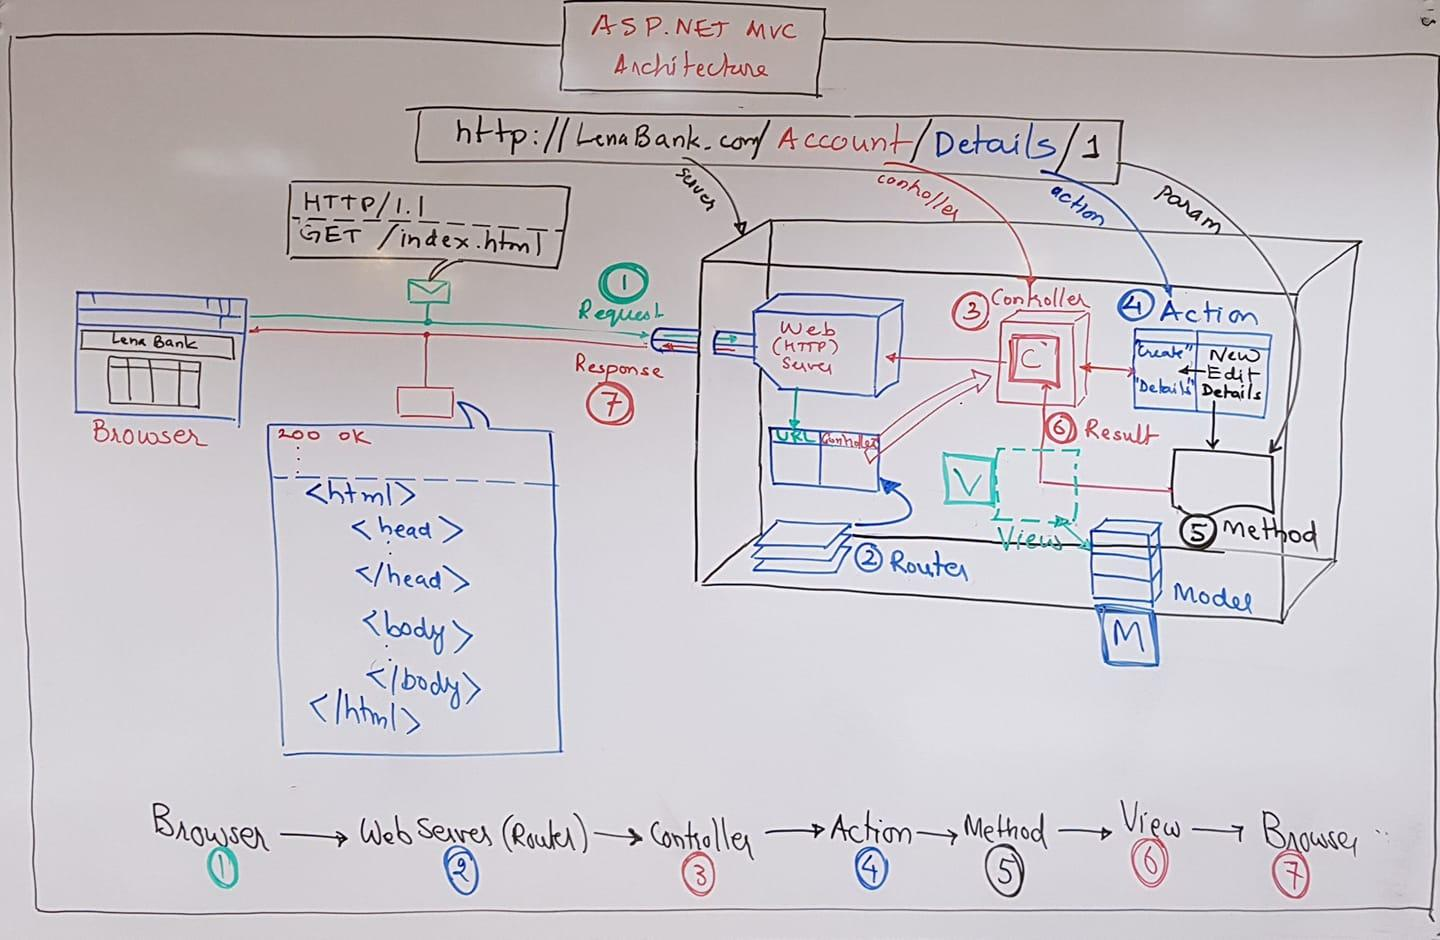 ASP.NET MVC
Architecture
http://LenaBank.com/Account/Details/1
server
controller
action
param
HTTP/1.1
GET /index.html
1
Request
Response
7
Lena Bank
Browser
200 OK
<html>
<head>
</head>
<body>
</body>
</html>
Web
(HTTP)
Server
URL
Controller
2 Router
3 Controller
C
4 Action
"Create"
"Details"
New
Edit
Details
6 Result
V
View
5 Method
Model
M
Browser → Web Server (Router) → Controller → Action → Method → View → Browser
1 2 3 4 5 6 7